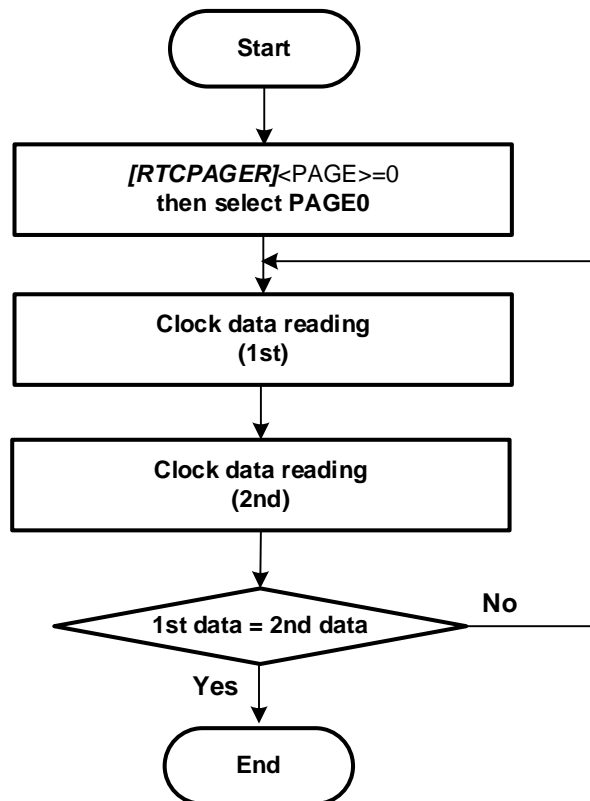 Start
[RTCPAGER]<PAGE>=0
then select PAGE0
Clock data reading
(1st)
Clock data reading
(2nd)
1st data = 2nd data
No
Yes
End